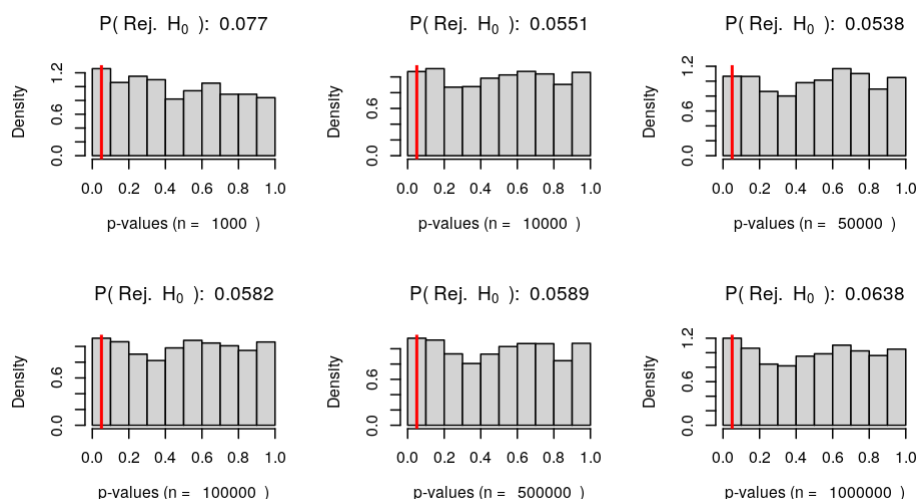 P( Rej. H0 ): 0.077
Density
0.0 0.6 1.2
0.0 0.2 0.4 0.6 0.8 1.0
p-values (n = 1000 )
P( Rej. H0 ): 0.0551
Density
0.0 0.6
0.0 0.2 0.4 0.6 0.8 1.0
p-values (n = 10000 )
P( Rej. H0 ): 0.0538
Density
0.0 0.6 1.2
0.0 0.2 0.4 0.6 0.8 1.0
p-values (n = 50000 )
P( Rej. H0 ): 0.0582
Density
0.0 0.6
0.0 0.2 0.4 0.6 0.8 1.0
p-values (n = 100000 )
P( Rej. H0 ): 0.0589
Density
0.0 0.6
0.0 0.2 0.4 0.6 0.8 1.0
p-values (n = 500000 )
P( Rej. H0 ): 0.0638
Density
0.0 0.6 1.2
0.0 0.2 0.4 0.6 0.8 1.0
p-values (n = 1000000 )